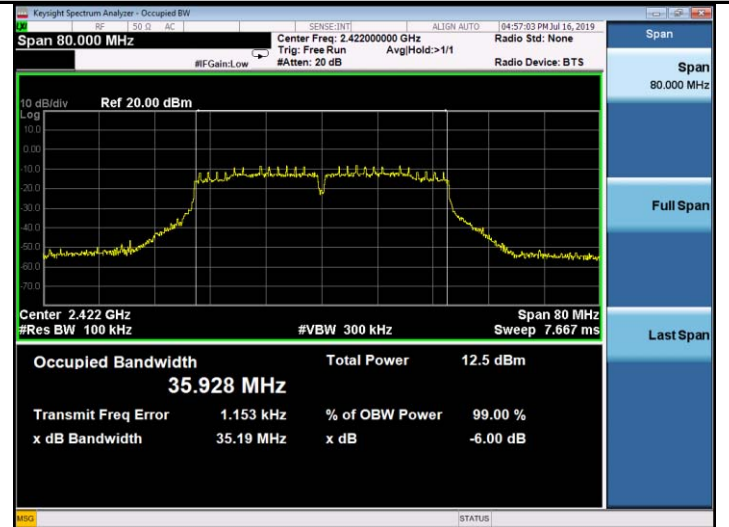 Keysight Spectrum Analyzer - Occupied BW
RF 50 Ω AC SENSE:INT ALIGN AUTO 04:57:03 PM Jul 16, 2019
Span 80.000 MHz Center Freq: 2.422000000 GHz Radio Std: None
Trig: Free Run Avg|Hold:>1/1
#IFGain:Low #Atten: 20 dB Radio Device: BTS
Span
Span
80.000 MHz
Full Span
Last Span
10 dB/div Ref 20.00 dBm
Log
10.0
0.00
-10.0
-20.0
-30.0
-40.0
-50.0
-60.0
-70.0
Center 2.422 GHz Span 80 MHz
#Res BW 100 kHz #VBW 300 kHz Sweep 7.667 ms
Occupied Bandwidth Total Power 12.5 dBm
35.928 MHz
Transmit Freq Error 1.153 kHz % of OBW Power 99.00 %
x dB Bandwidth 35.19 MHz x dB -6.00 dB
MSG STATUS